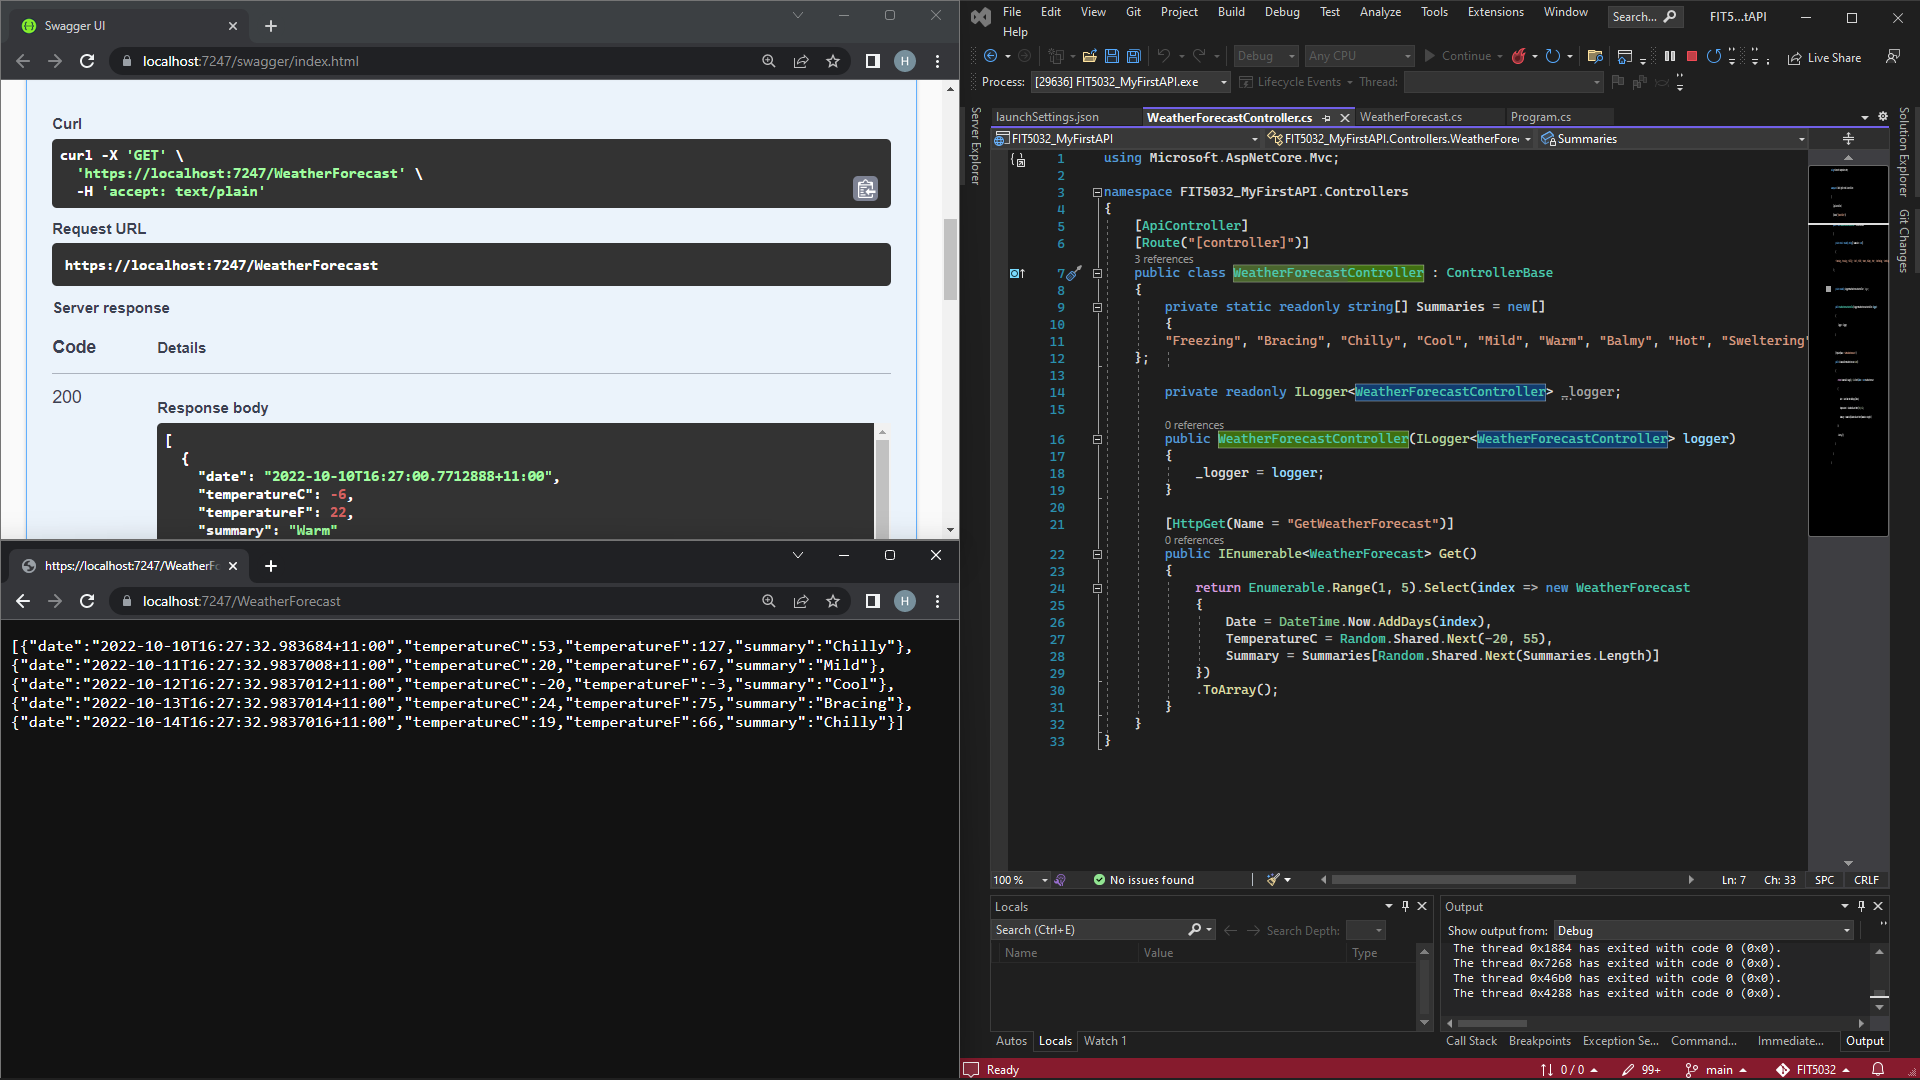 Swagger UI
localhost:7247/swagger/index.html
H
Curl
curl -X 'GET' \
'https://localhost:7247/WeatherForecast' \
-H 'accept: text/plain'
Request URL
https://localhost:7247/WeatherForecast
Server response
Code Details
200
Response body
[
{
"date": "2022-10-10T16:27:00.7712888+11:00",
"temperatureC": -6,
"temperatureF": 22,
"summary": "Warm"
https://localhost:7247/WeatherFo
localhost:7247/WeatherForecast
H
[{"date":"2022-10-10T16:27:32.983684+11:00","temperatureC":53,"temperatureF":127,"summary":"Chilly"},
{"date":"2022-10-11T16:27:32.9837008+11:00","temperatureC":20,"temperatureF":67,"summary":"Mild"},
{"date":"2022-10-12T16:27:32.9837012+11:00","temperatureC":-20,"temperatureF":-3,"summary":"Cool"},
{"date":"2022-10-13T16:27:32.9837014+11:00","temperatureC":24,"temperatureF":75,"summary":"Bracing"},
{"date":"2022-10-14T16:27:32.9837016+11:00","temperatureC":19,"temperatureF":66,"summary":"Chilly"}]
File Edit View Git Project Build Debug Test Analyze Tools Extensions Window Search... FIT5...tAPI
Help
Debug Any CPU Continue Live Share
Process: [29636] FIT5032_MyFirstAPI.exe Lifecycle Events Thread:
Server Explorer
Solution Explorer
Git Changes
launchSettings.json WeatherForecastController.cs WeatherForecast.cs Program.cs
FIT5032_MyFirstAPI FIT5032_MyFirstAPI.Controllers.WeatherForec Summaries
1 using Microsoft.AspNetCore.Mvc;
2
3 namespace FIT5032_MyFirstAPI.Controllers
4 {
5 [ApiController]
6 [Route("[controller]")]
3 references
7 public class WeatherForecastController : ControllerBase
8 {
9 private static readonly string[] Summaries = new[]
10 {
11 "Freezing", "Bracing", "Chilly", "Cool", "Mild", "Warm", "Balmy", "Hot", "Sweltering"
12 };
13
14 private readonly ILogger<WeatherForecastController> _logger;
15
0 references
16 public WeatherForecastController(ILogger<WeatherForecastController> logger)
17 {
18 _logger = logger;
19 }
20
21 [HttpGet(Name = "GetWeatherForecast")]
0 references
22 public IEnumerable<WeatherForecast> Get()
23 {
24 return Enumerable.Range(1, 5).Select(index => new WeatherForecast
25 {
26 Date = DateTime.Now.AddDays(index),
27 TemperatureC = Random.Shared.Next(-20, 55),
28 Summary = Summaries[Random.Shared.Next(Summaries.Length)]
29 })
30 .ToArray();
31 }
32 }
33 }
100 % No issues found Ln: 7 Ch: 33 SPC CRLF
Locals
Search (Ctrl+E) Search Depth:
Name Value Type
Autos Locals Watch 1
Output
Show output from: Debug
The thread 0x1884 has exited with code 0 (0x0).
The thread 0x7268 has exited with code 0 (0x0).
The thread 0x46b0 has exited with code 0 (0x0).
The thread 0x4288 has exited with code 0 (0x0).
Call Stack Breakpoints Exception Se... Command... Immediate... Output
Ready 0 / 0 99+ main FIT5032